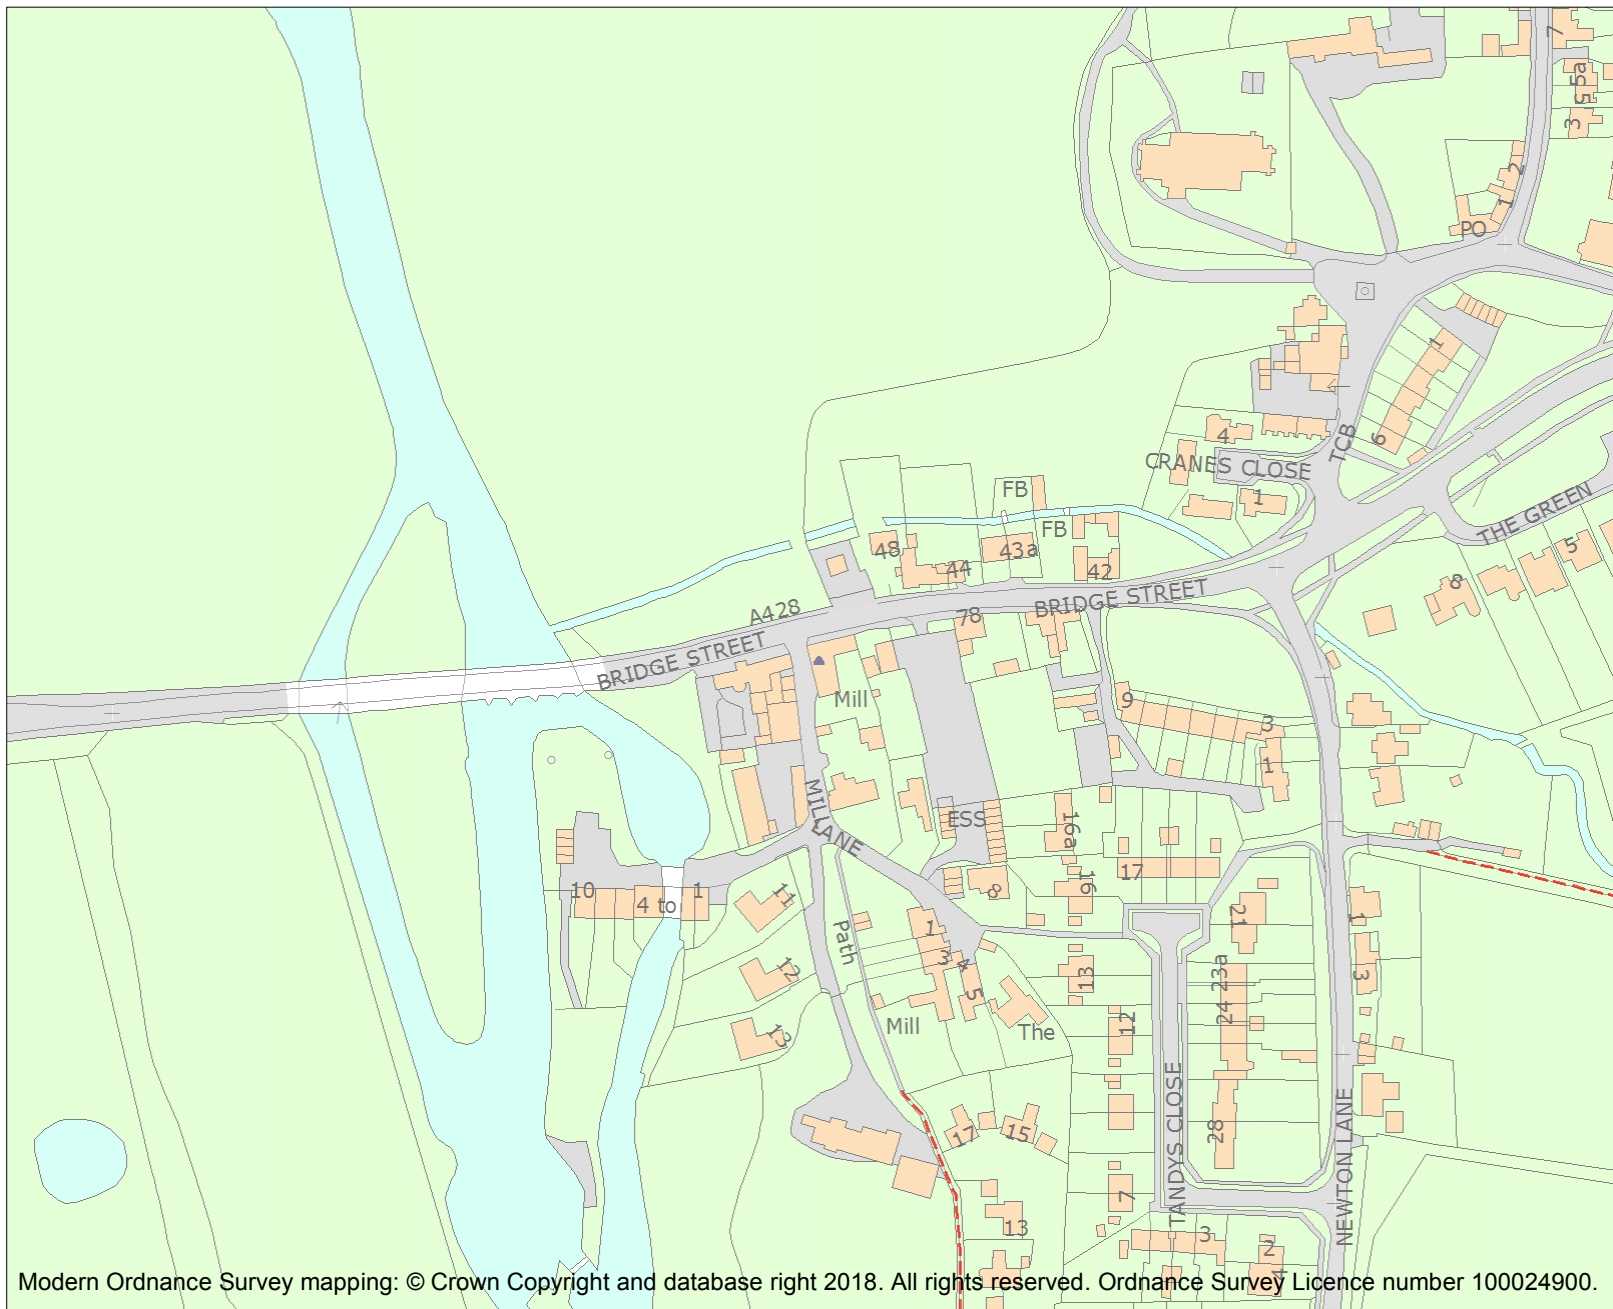 7
5a
5
3
2
1
PO
1
6
TCB
4
CRANES CLOSE
1
THE GREEN
5
8
FB
FB
48
43a
44
42
A428
BRIDGE STREET
BRIDGE STREET
78
Mill
9
3
1
MILL LANE
ESS
16a
17
16
8
10
4 to 1
11
12
13
Path
1
3
4
5
Mill
The
13
12
21
23a
24
28
1
3
17
15
13
7
TANDYS CLOSE
NEWTON LANE
3
2
4
Modern Ordnance Survey mapping: © Crown Copyright and database right 2018. All rights reserved. Ordnance Survey Licence number 100024900.